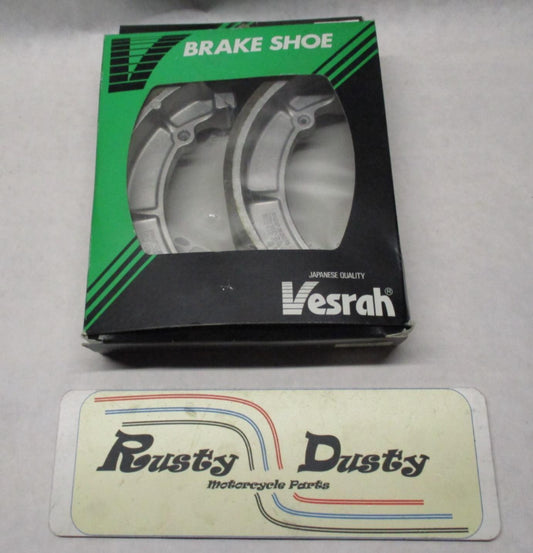 BRAKE SHOE
JAPANESE QUALITY
Vesrah®
Rusty Dusty
Motorcycle Parts